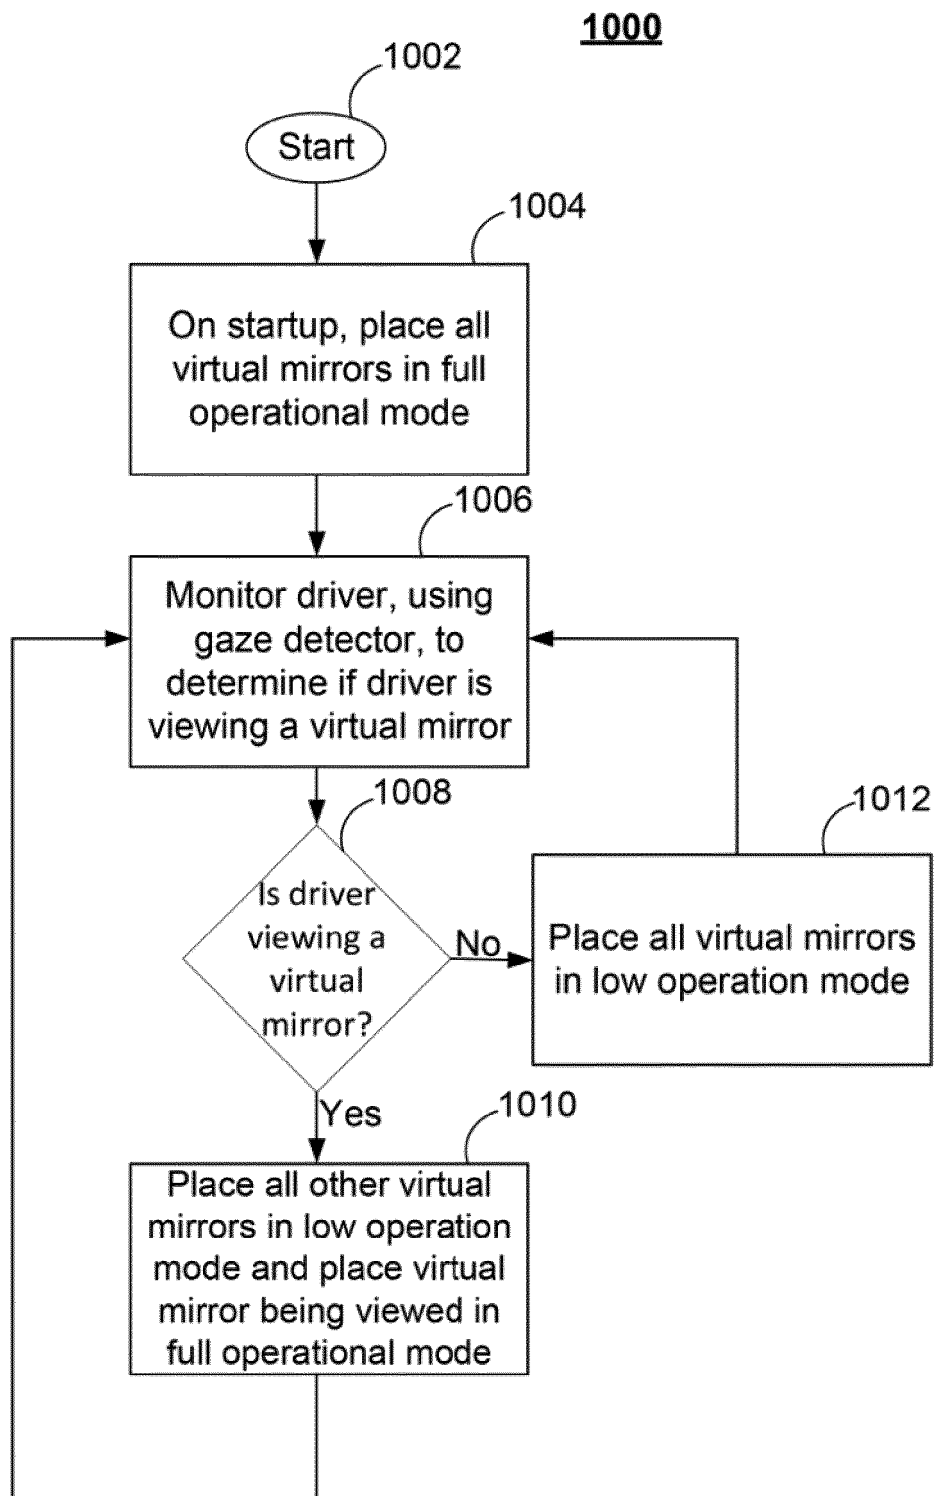 1000
1002
Start
1004
On startup, place all
virtual mirrors in full
operational mode
1006
Monitor driver, using
gaze detector, to
determine if driver is
viewing a virtual mirror
1008
Is driver
viewing a
virtual
mirror?
No
1012
Place all virtual mirrors
in low operation mode
Yes
1010
Place all other virtual
mirrors in low operation
mode and place virtual
mirror being viewed in
full operational mode